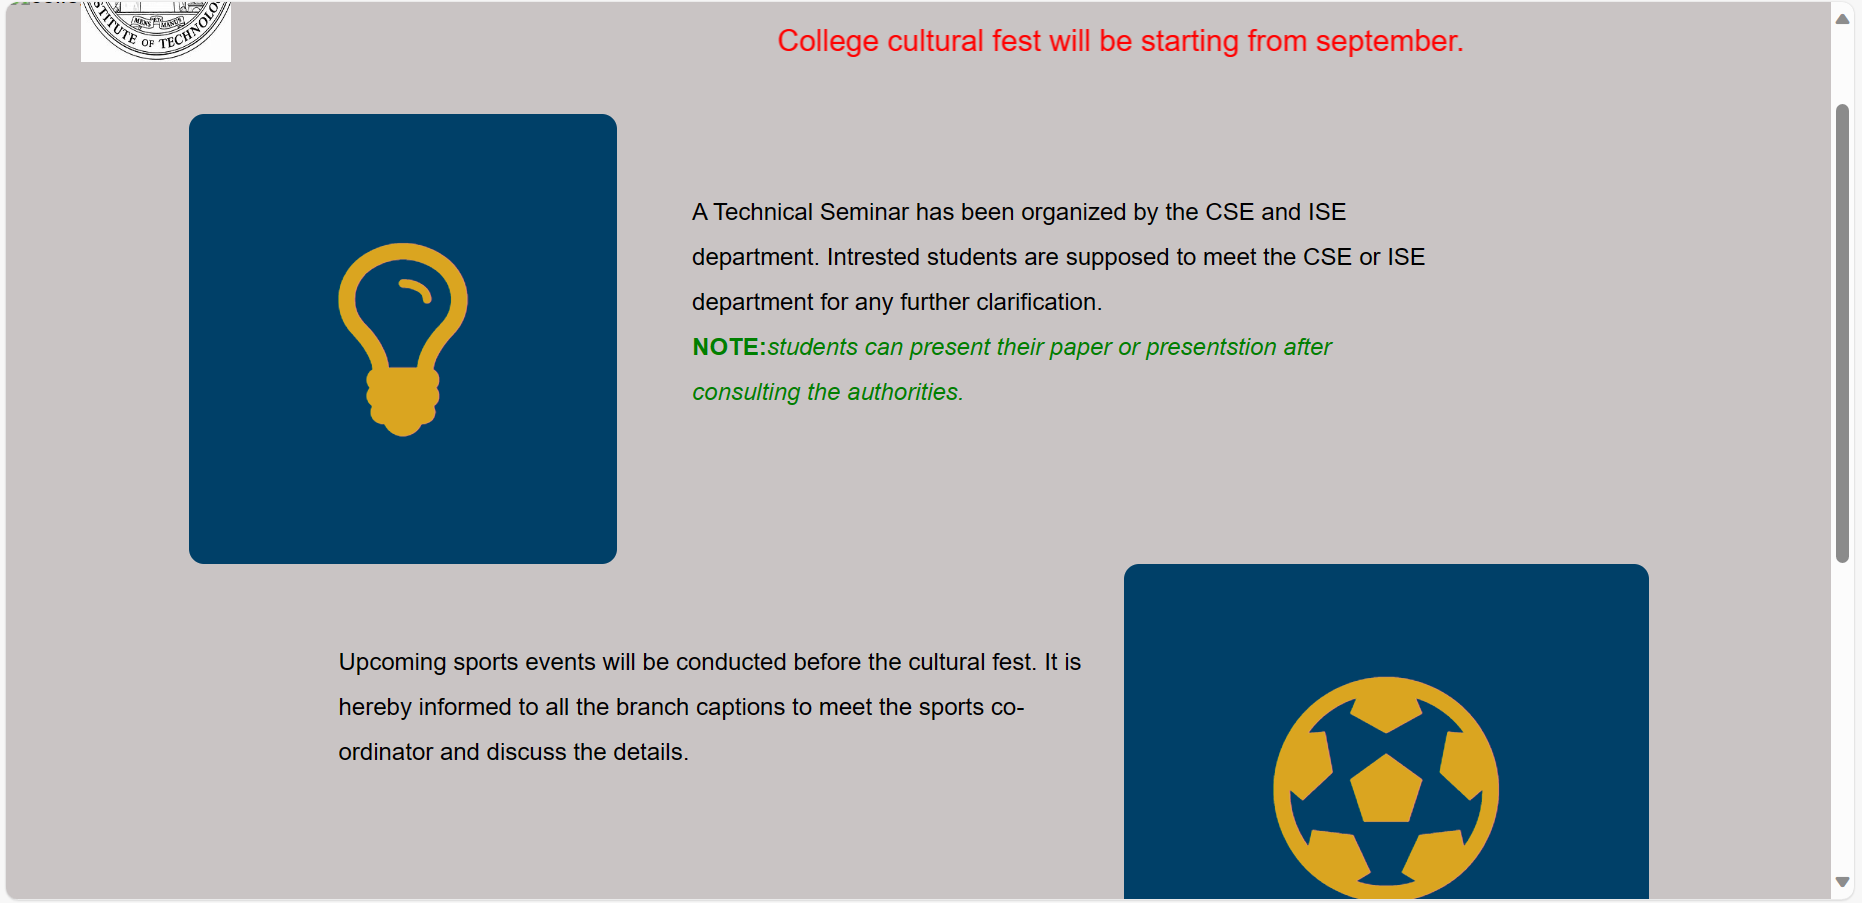 STITUTE OF TECHNOLO
MENS ET MANUS
College cultural fest will be starting from september.
A Technical Seminar has been organized by the CSE and ISE
department. Intrested students are supposed to meet the CSE or ISE
department for any further clarification.
NOTE:students can present their paper or presentstion after
consulting the authorities.
Upcoming sports events will be conducted before the cultural fest. It is
hereby informed to all the branch captions to meet the sports co-
ordinator and discuss the details.